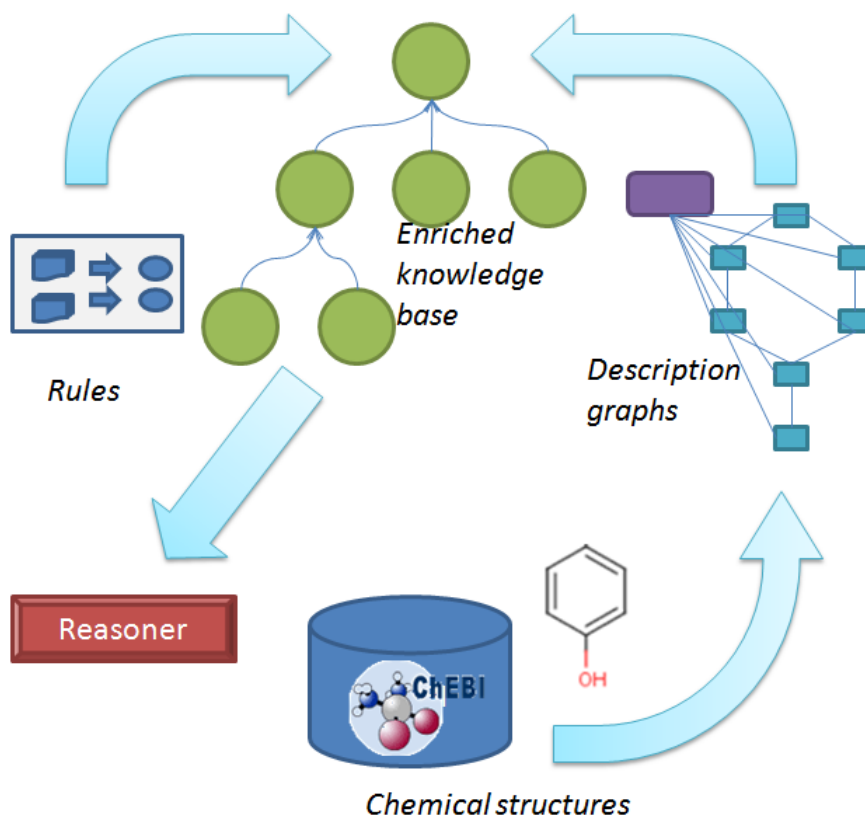 Enriched
knowledge
base
Rules
Description
graphs
Reasoner
ChEBI
OH
Chemical structures